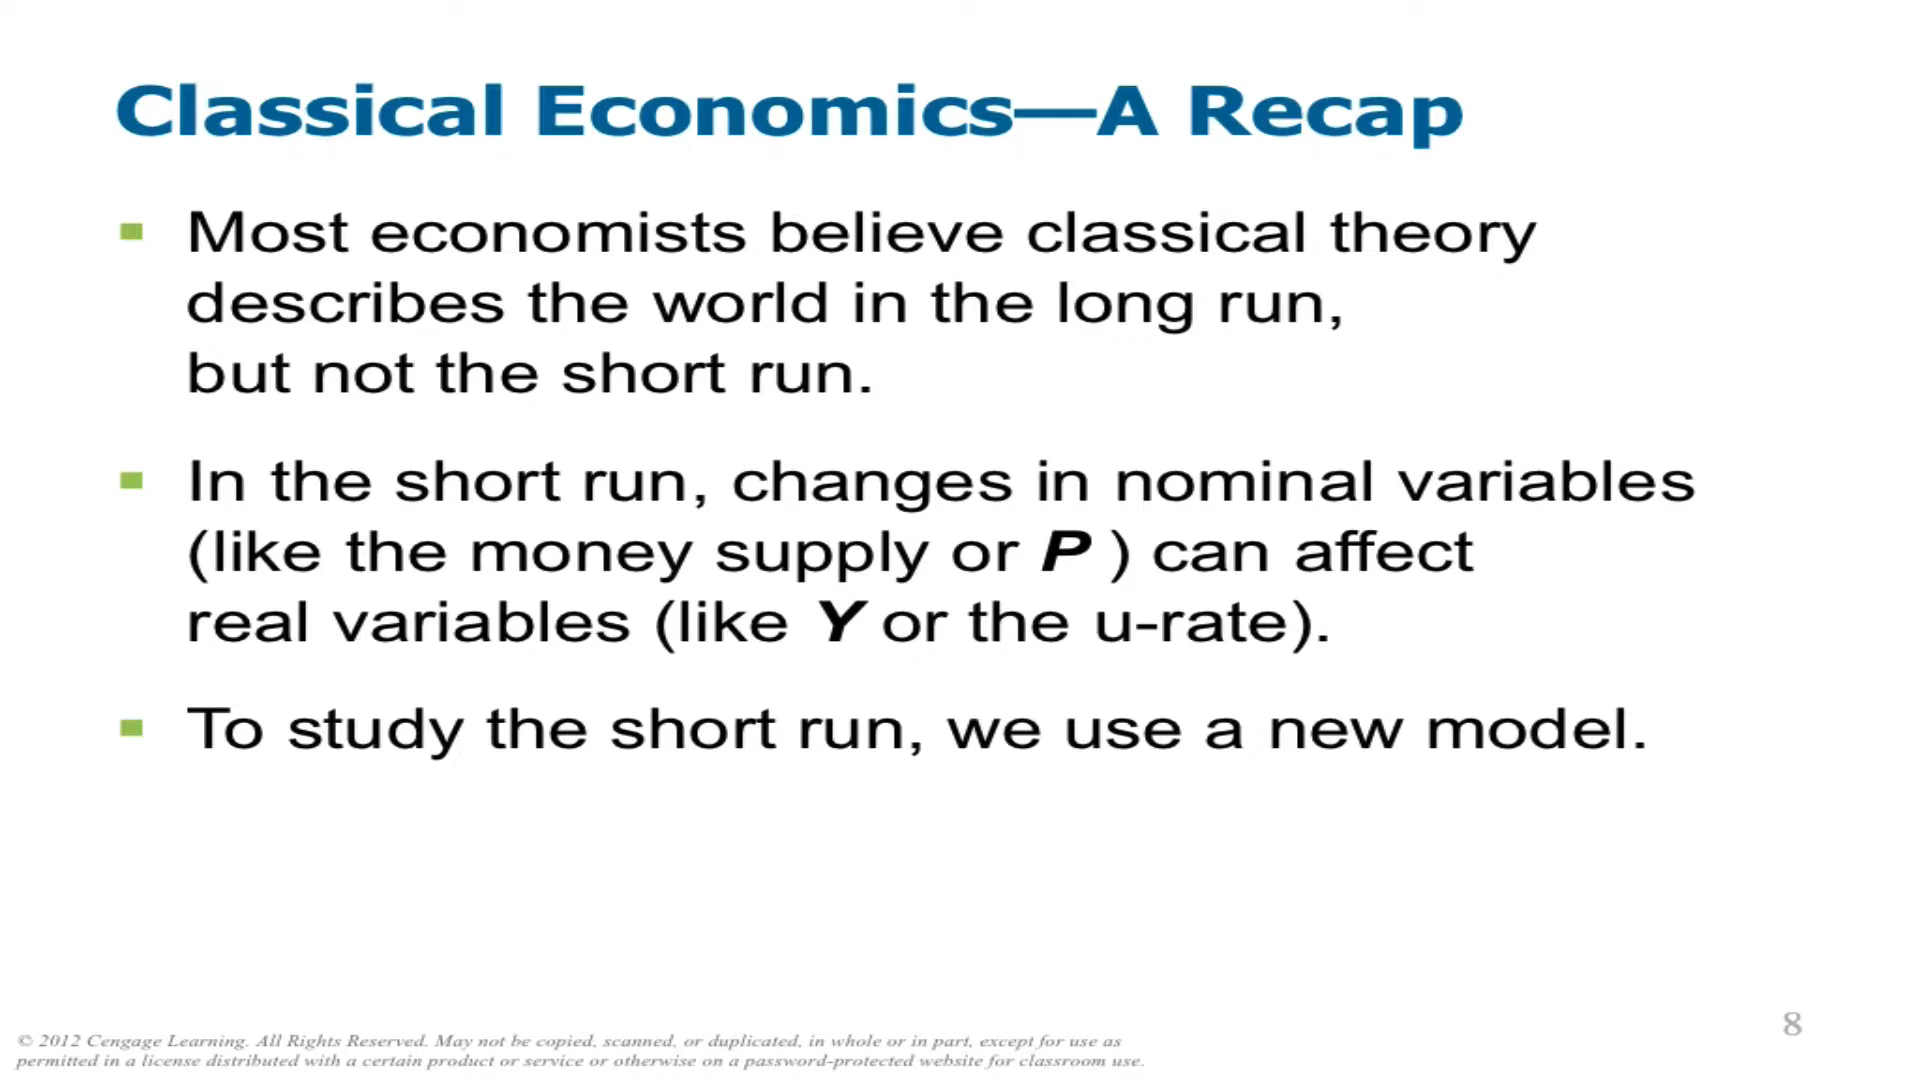 Classical Economics—A Recap
Most economists believe classical theory
describes the world in the long run,
but not the short run.
In the short run, changes in nominal variables
(like the money supply or P ) can affect
real variables (like Y or the u-rate).
To study the short run, we use a new model.
8
© 2012 Cengage Learning. All Rights Reserved. May not be copied, scanned, or duplicated, in whole or in part, except for use as
permitted in a license distributed with a certain product or service or otherwise on a password-protected website for classroom use.